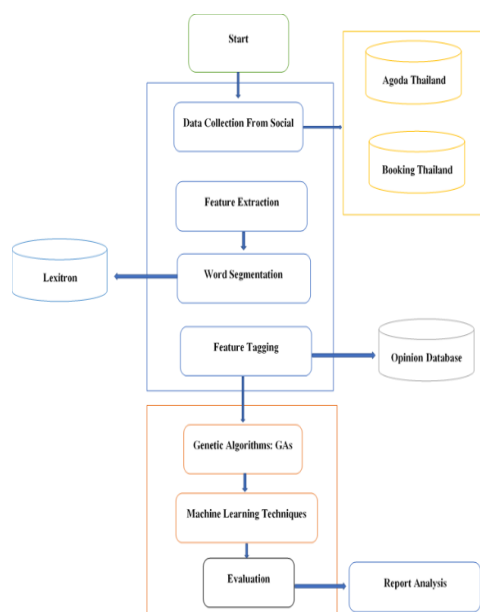 Start
Agoda Thailand
Data Collection From Social
Booking Thailand
Feature Extraction
Lexitron
Word Segmentation
Feature Tagging
Opinion Database
Genetic Algorithms: GAs
Machine Learning Techniques
Evaluation
Report Analysis